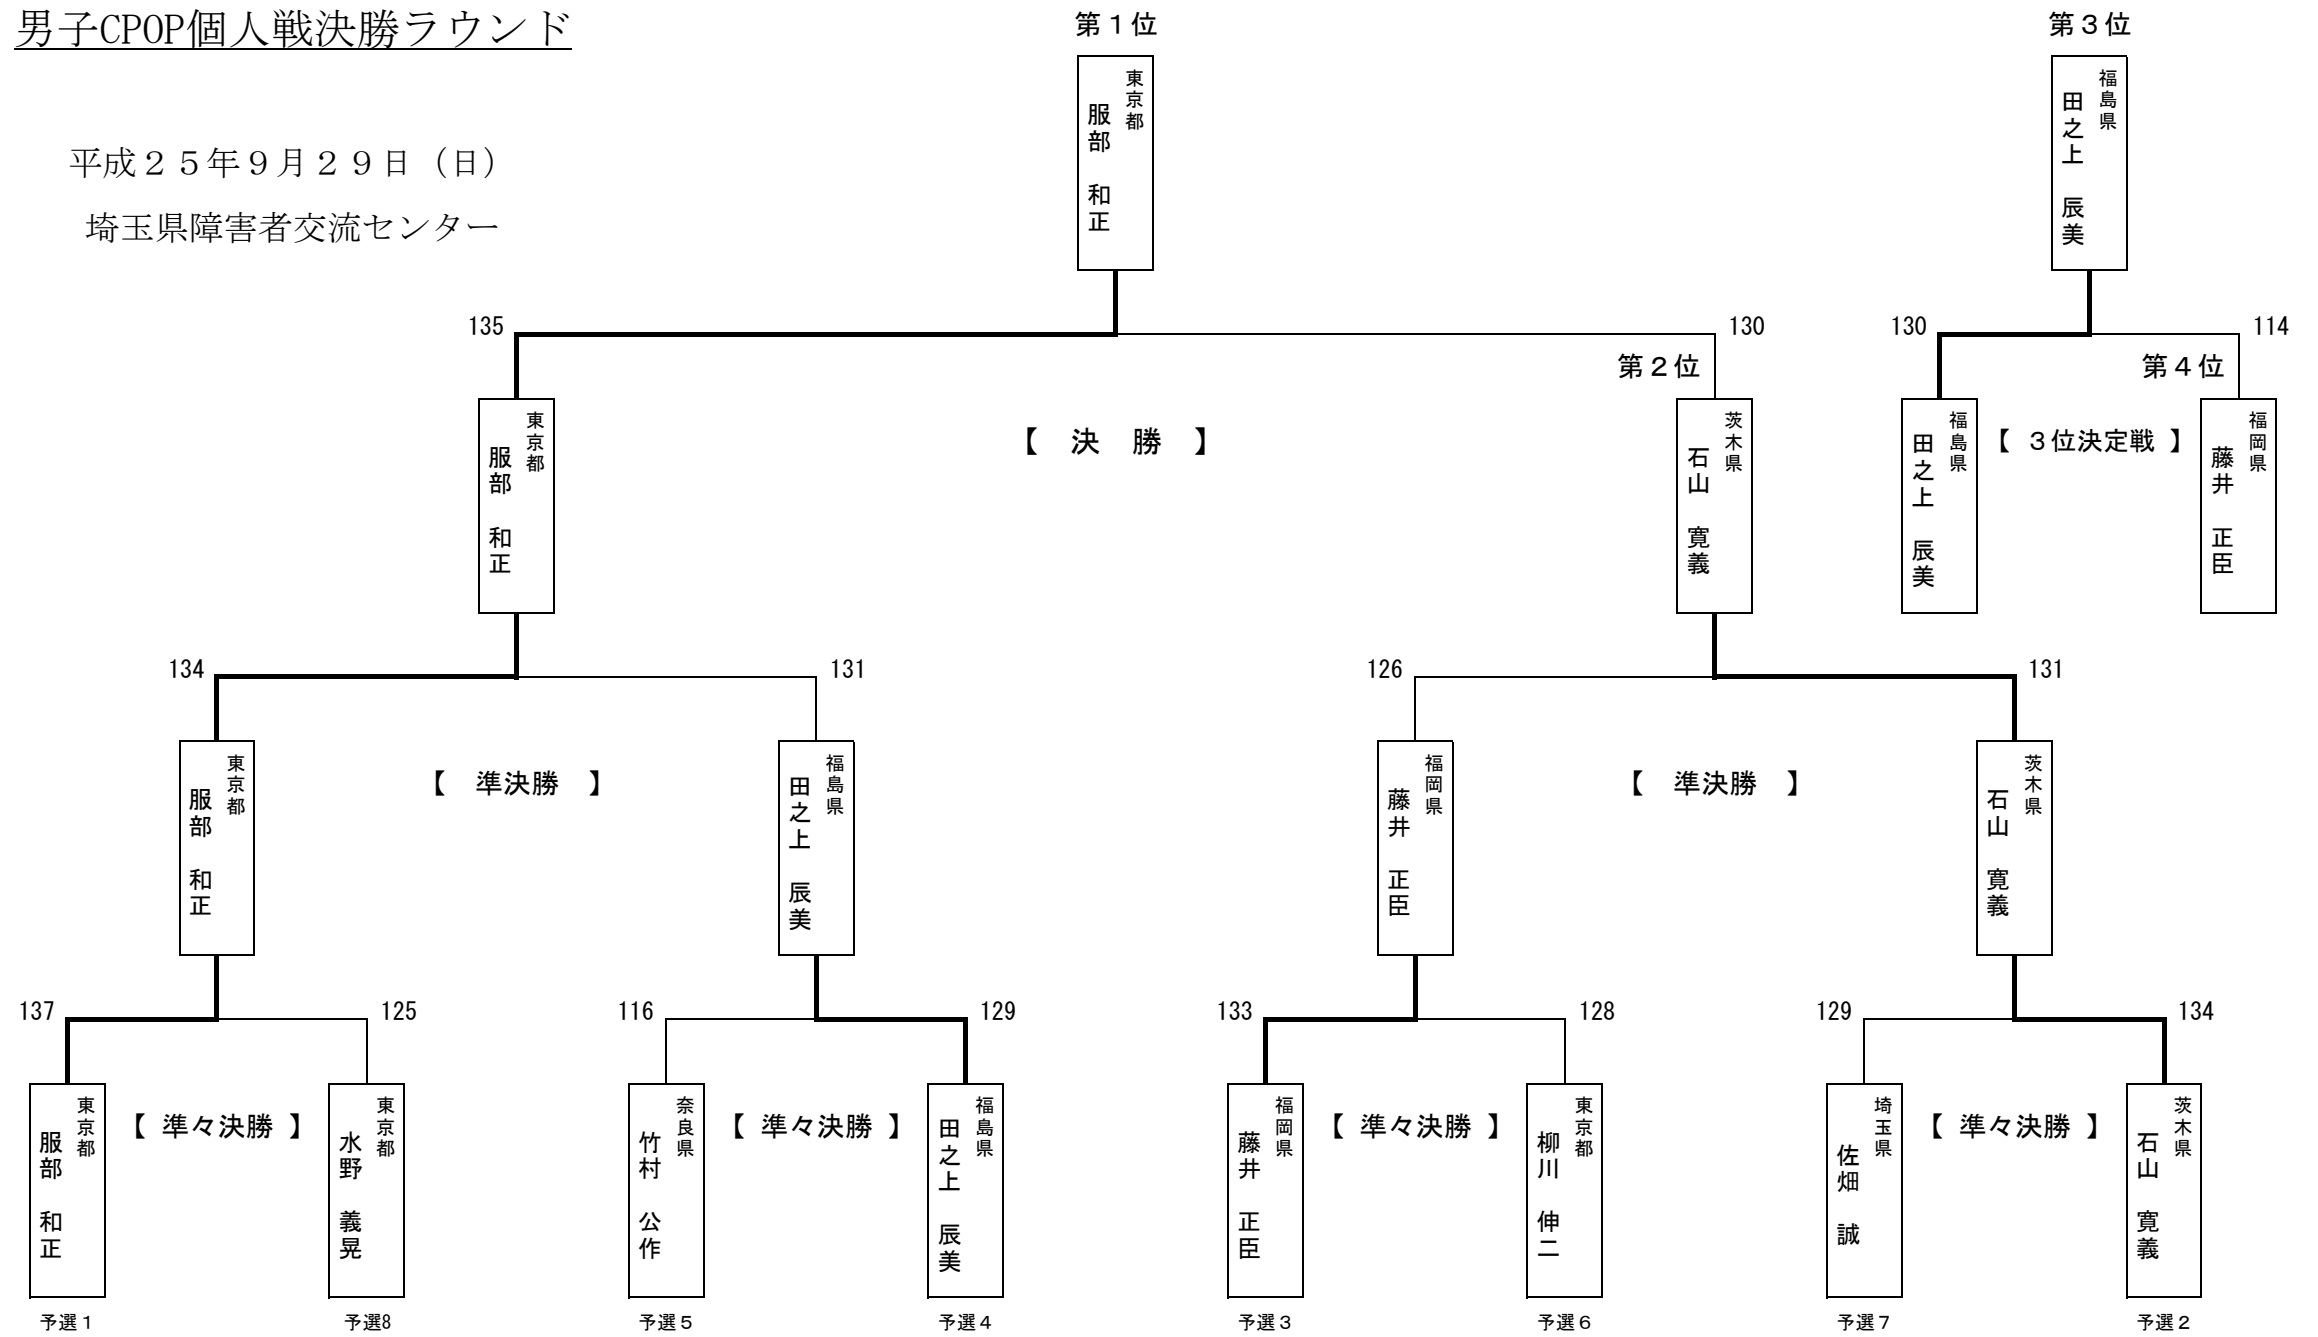 男子CPOP個人戦決勝ラウンド
第１位
第３位
東京都
服部　和正
福島県
田之上　辰美
平成２５年９月２９日（日）
埼玉県障害者交流センター
135
130
130
114
第２位
第４位
東京都
服部　和正
【　決　勝　】
茨木県
石山　寛義
福島県
田之上　辰美
【 ３位決定戦 】
福岡県
藤井　正臣
134
131
126
131
東京都
服部　和正
【　準決勝　】
福島県
田之上　辰美
福岡県
藤井　正臣
【　準決勝　】
茨木県
石山　寛義
137
125
116
129
133
128
129
134
東京都
服部　和正
【 準々決勝 】
東京都
水野　義晃
奈良県
竹村　公作
【 準々決勝 】
福島県
田之上　辰美
福岡県
藤井　正臣
【 準々決勝 】
東京都
柳川　伸二
埼玉県
佐畑　誠
【 準々決勝 】
茨木県
石山　寛義
予選１
予選8
予選５
予選４
予選３
予選６
予選７
予選２